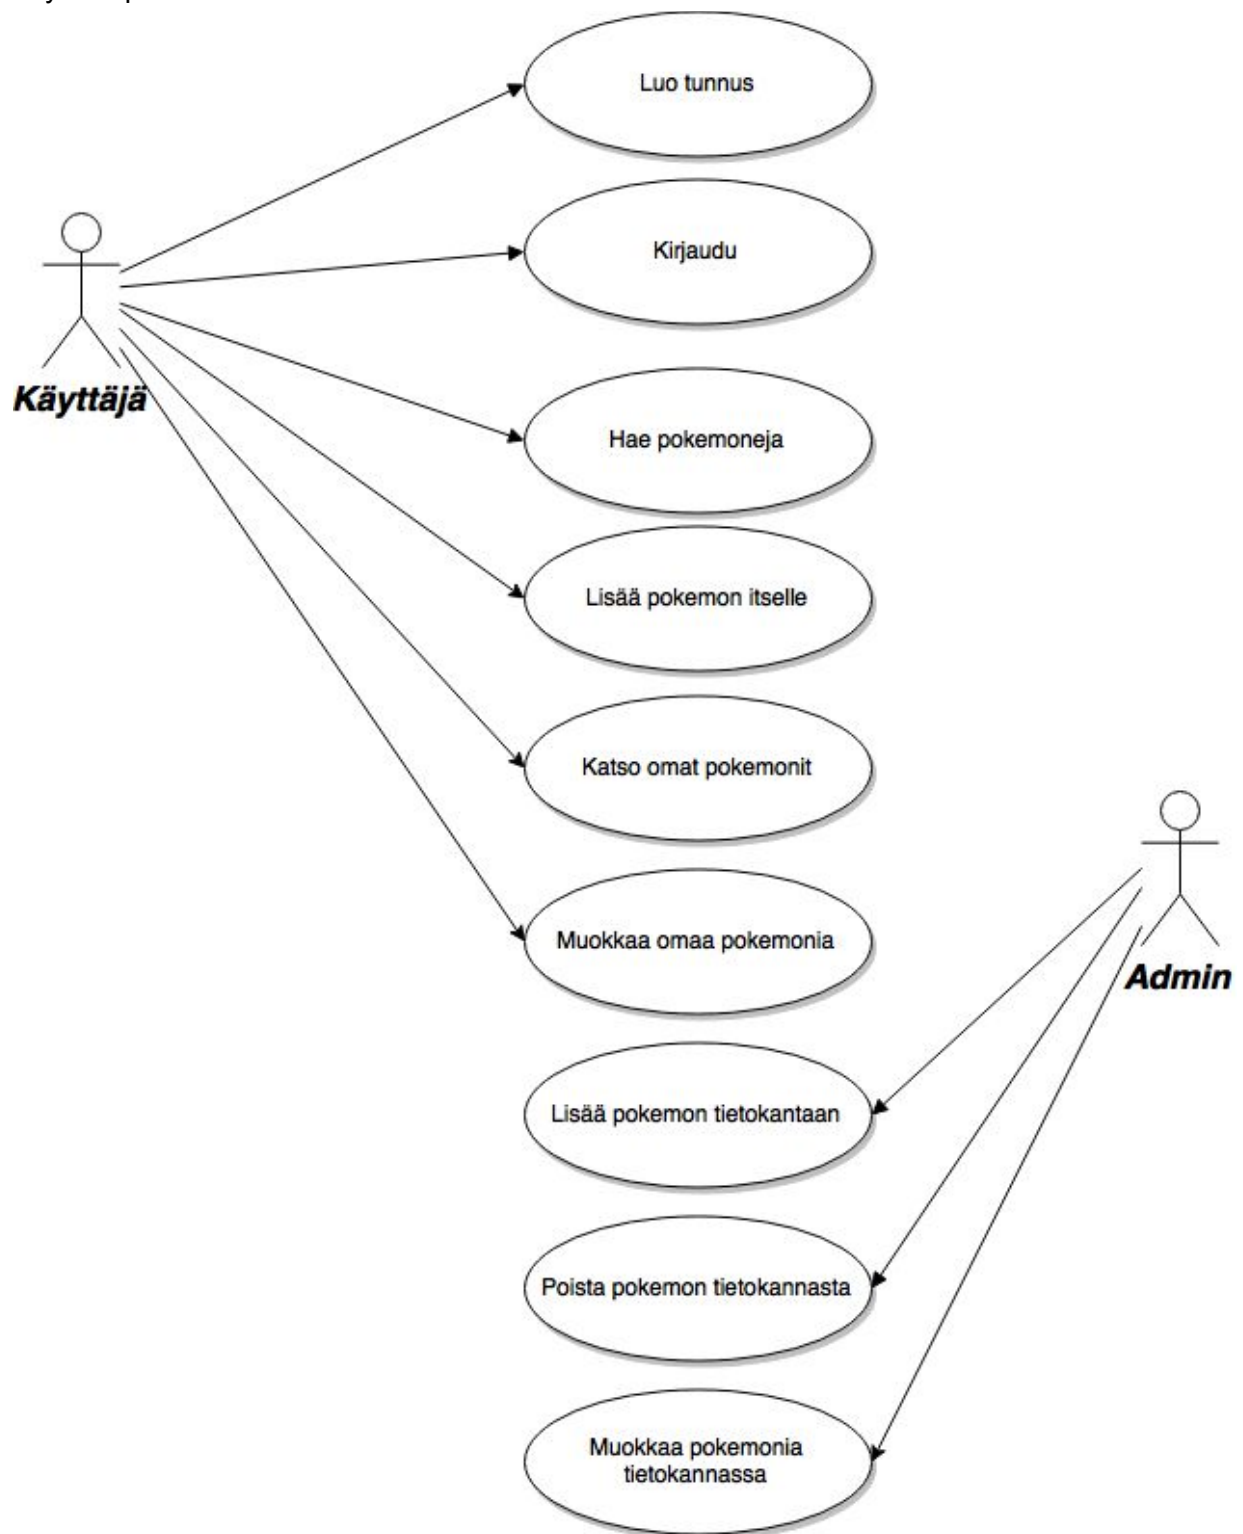 Luo tunnus
Kirjaudu
Käyttäjä
Hae pokemoneja
Lisää pokemon itselle
Katso omat pokemonit
Muokkaa omaa pokemonia
Admin
Lisää pokemon tietokantaan
Poista pokemon tietokannasta
Muokkaa pokemonia
tietokannassa